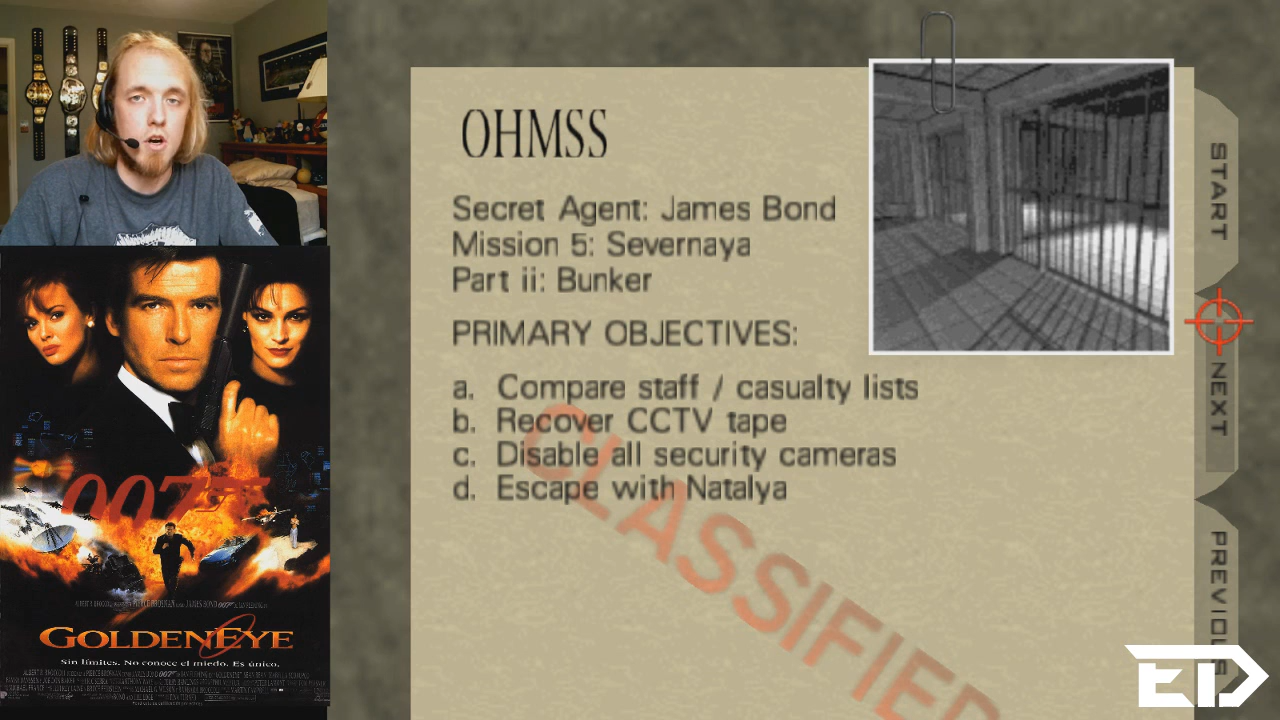 OHMSS
Secret Agent: James Bond
Mission 5: Severnaya
Part ii: Bunker
PRIMARY OBJECTIVES:
a. Compare staff / casualty lists
b. Recover CCTV tape
c. Disable all security cameras
d. Escape with Natalya
CLASSIFIED
START
NEXT
PREVIOUS
007
GOLDENEYE
Sin límites. No conoce el miedo. Es único.
ED